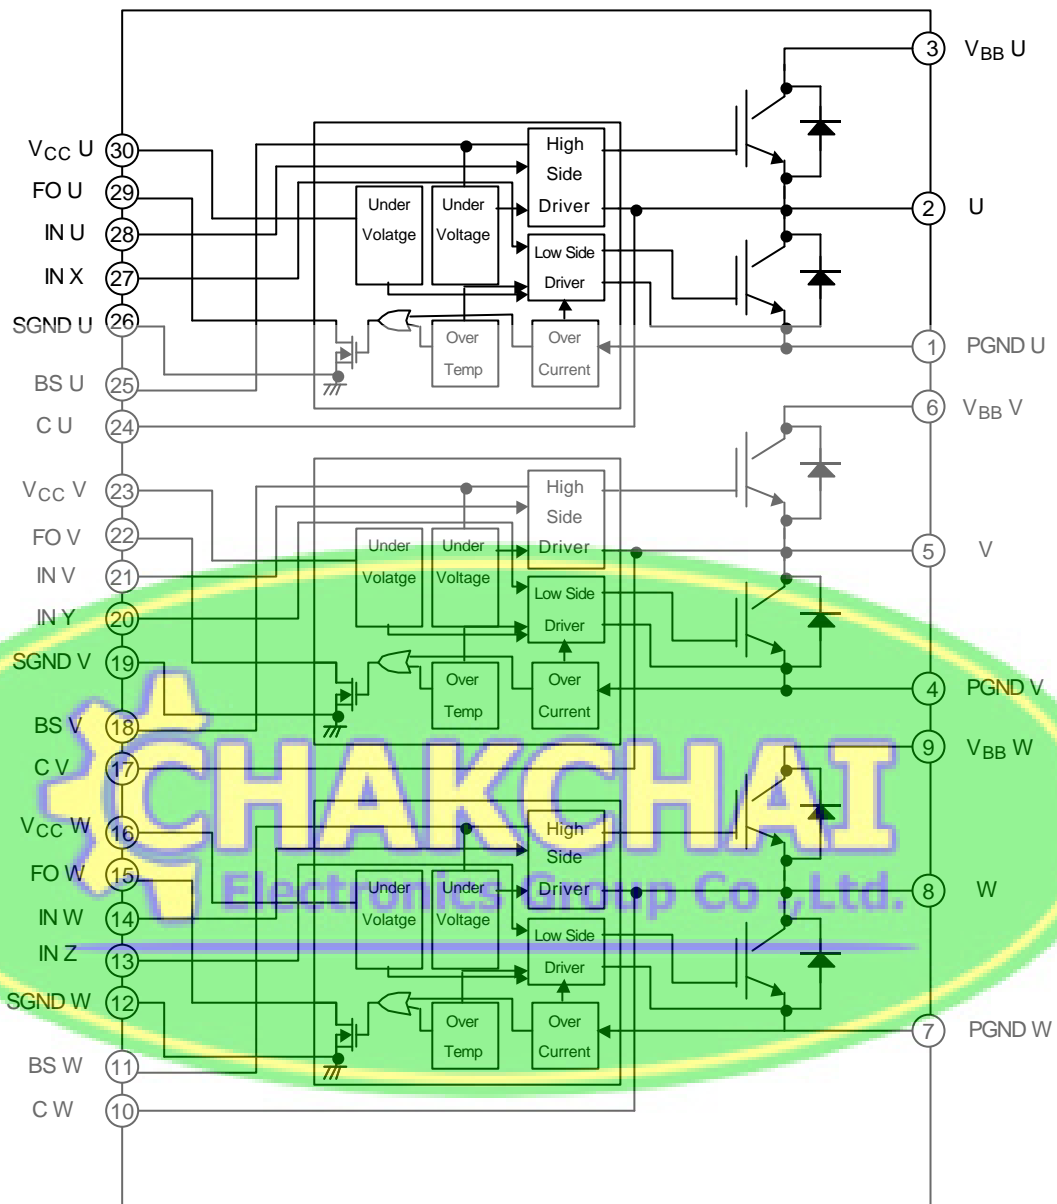 3 VBB U
VCC U 30
FO U 29
IN U 28
IN X 27
SGND U 26
BS U 25
C U 24
High
Side
Driver
Under
Volatge
Under
Voltage
Low Side
Driver
Over
Temp
Over
Current
2 U
1 PGND U
6 VBB V
VCC V 23
FO V 22
IN V 21
IN Y 20
SGND V 19
BS V 18
C V 17
High
Side
Driver
Under
Volatge
Under
Voltage
Low Side
Driver
Over
Temp
Over
Current
5 V
4 PGND V
9 VBB W
CHAKCHAI
Electronics Group Co .,Ltd.
VCC W 16
FO W 15
IN W 14
IN Z 13
SGND W 12
BS W 11
C W 10
High
Side
Driver
Under
Volatge
Under
Voltage
Low Side
Driver
Over
Temp
Over
Current
8 W
7 PGND W